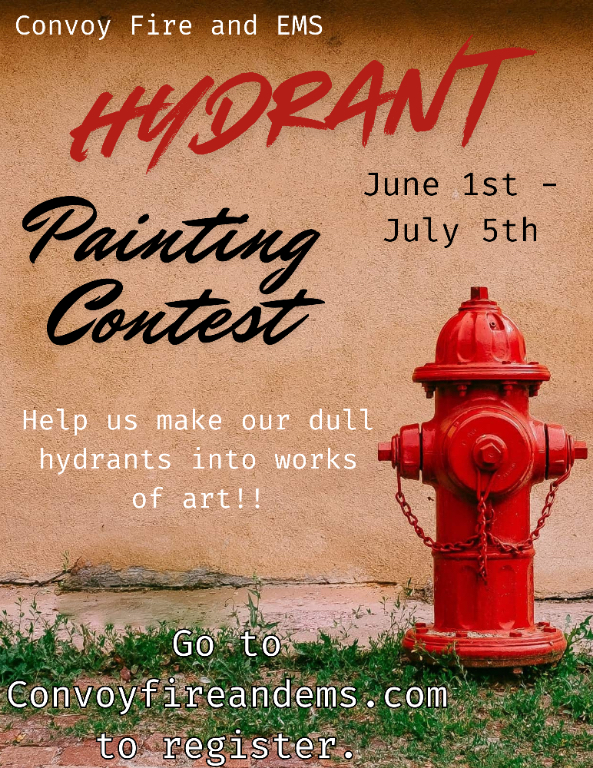 Convoy Fire and EMS
HYDRANT
June 1st -
July 5th
Painting
Contest
Help us make our dull
hydrants into works
of art!!
Go to
Convoyfireandems.com
to register.